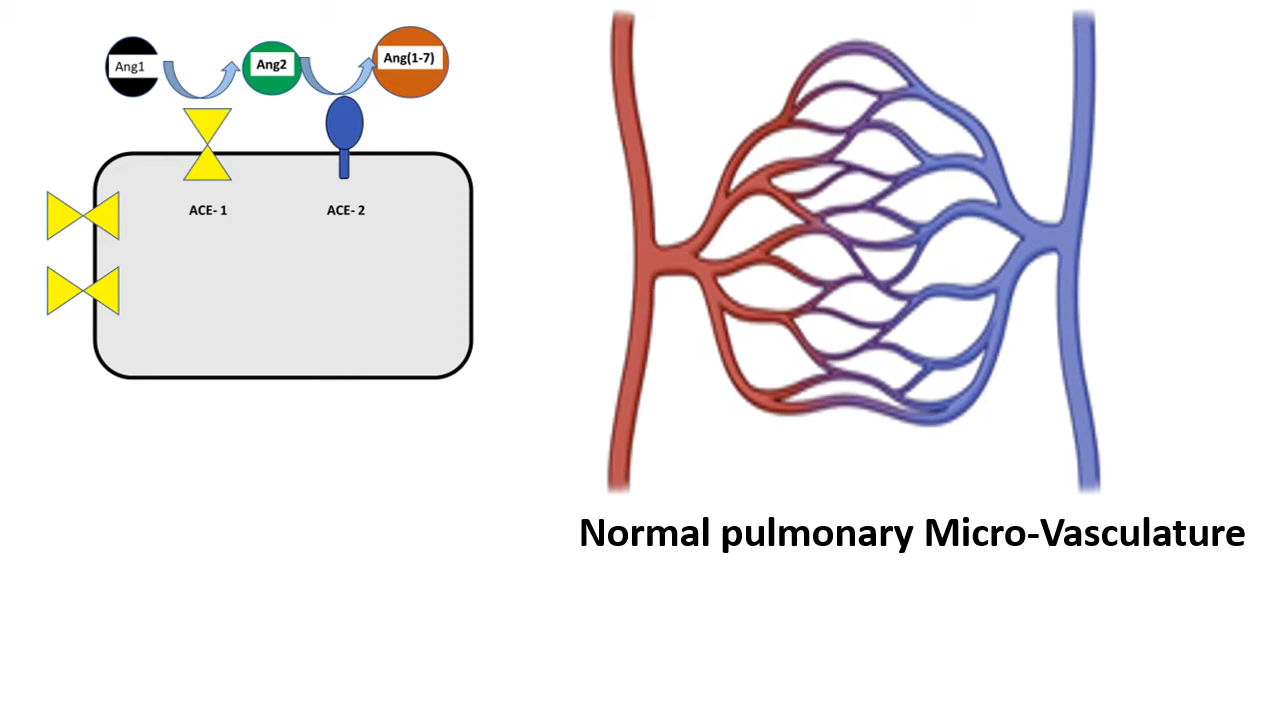 Ang1
Ang2
Ang(1-7)
ACE- 1
ACE- 2
Normal pulmonary Micro-Vasculature